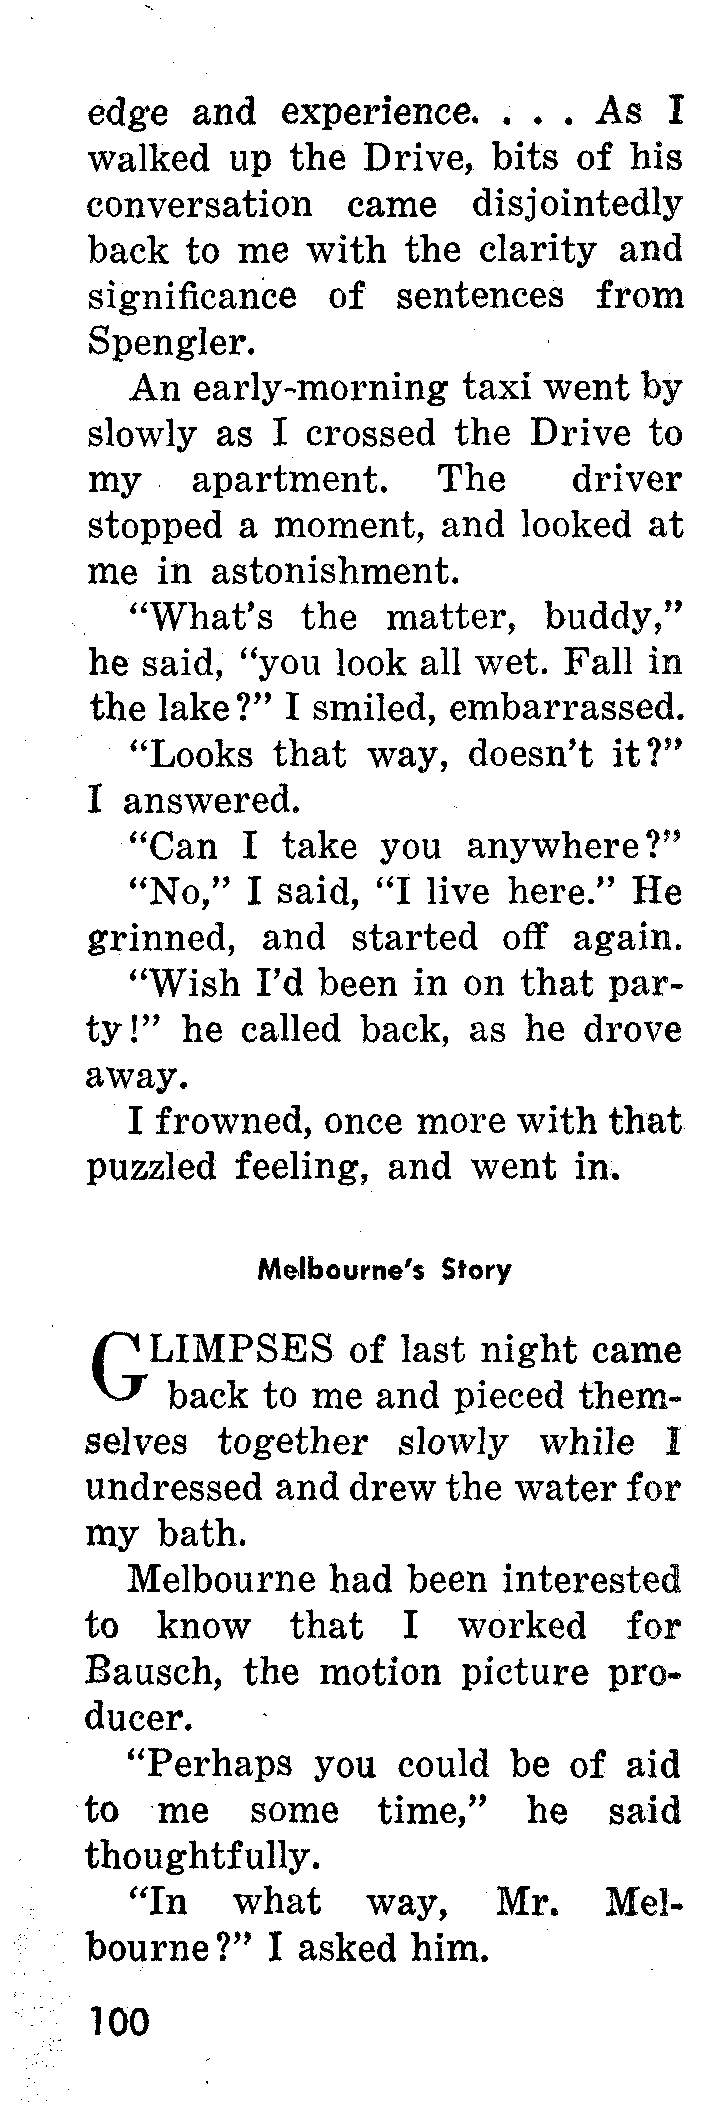 edge and experience. . . . As I
walked up the Drive, bits of his
conversation came disjointedly
back to me with the clarity and
significance of sentences from
Spengler.
An early-morning taxi went by
slowly as I crossed the Drive to
my apartment. The driver
stopped a moment, and looked at
me in astonishment.
“What’s the matter, buddy,”
he said, “you look all wet. Fall in
the lake?” I smiled, embarrassed.
“Looks that way, doesn’t it?”
I answered.
“Can I take you anywhere?”
“No,” I said, “I live here.” He
grinned, and started off again.
“Wish I’d been in on that par-
ty!” he called back, as he drove
away.
I frowned, once more with that
puzzled feeling, and went in.
Melbourne’s Story
GLIMPSES of last night came
back to me and pieced them-
selves together slowly while I
undressed and drew the water for
my bath.
Melbourne had been interested
to know that I worked for
Bausch, the motion picture pro-
ducer.
“Perhaps you could be of aid
to me some time,” he said
thoughtfully.
“In what way, Mr. Mel-
bourne?” I asked him.
100